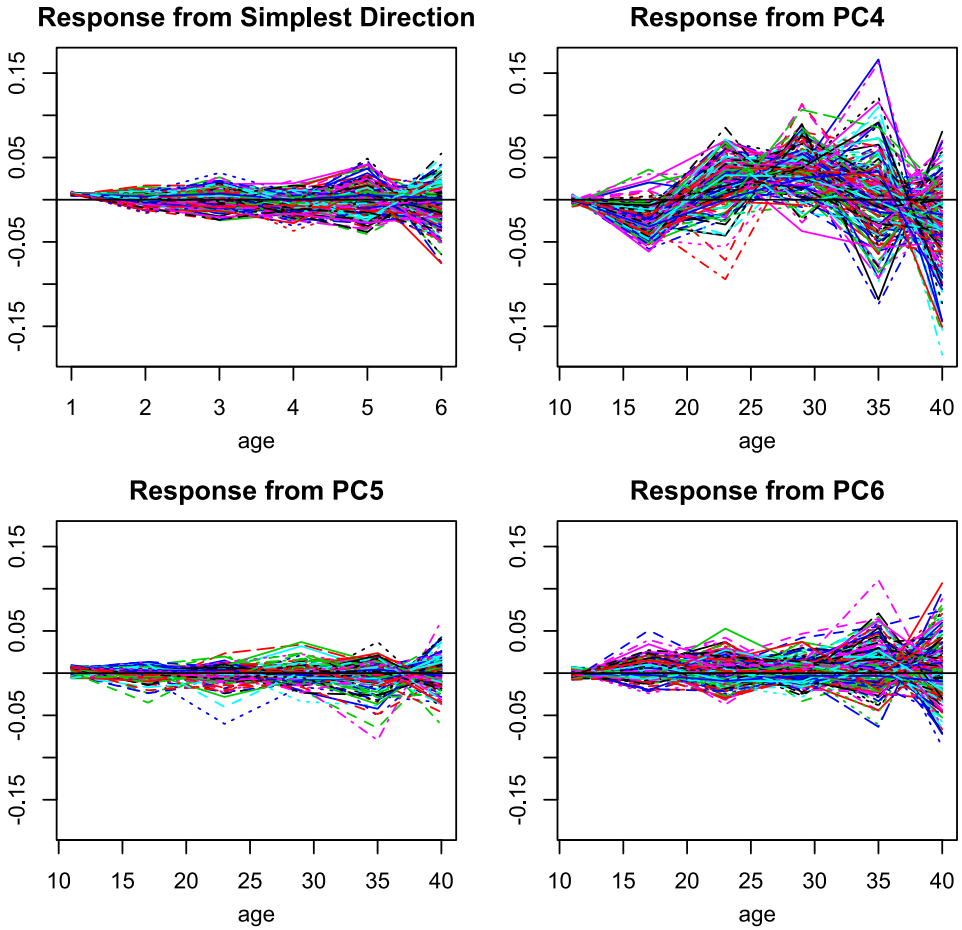 Response from Simplest Direction
0.15
0.05
-0.05
-0.15
1 2 3 4 5 6
age
Response from PC4
0.15
0.05
-0.05
-0.15
10 15 20 25 30 35 40
age
Response from PC5
0.15
0.05
-0.05
-0.15
10 15 20 25 30 35 40
age
Response from PC6
0.15
0.05
-0.05
-0.15
10 15 20 25 30 35 40
age